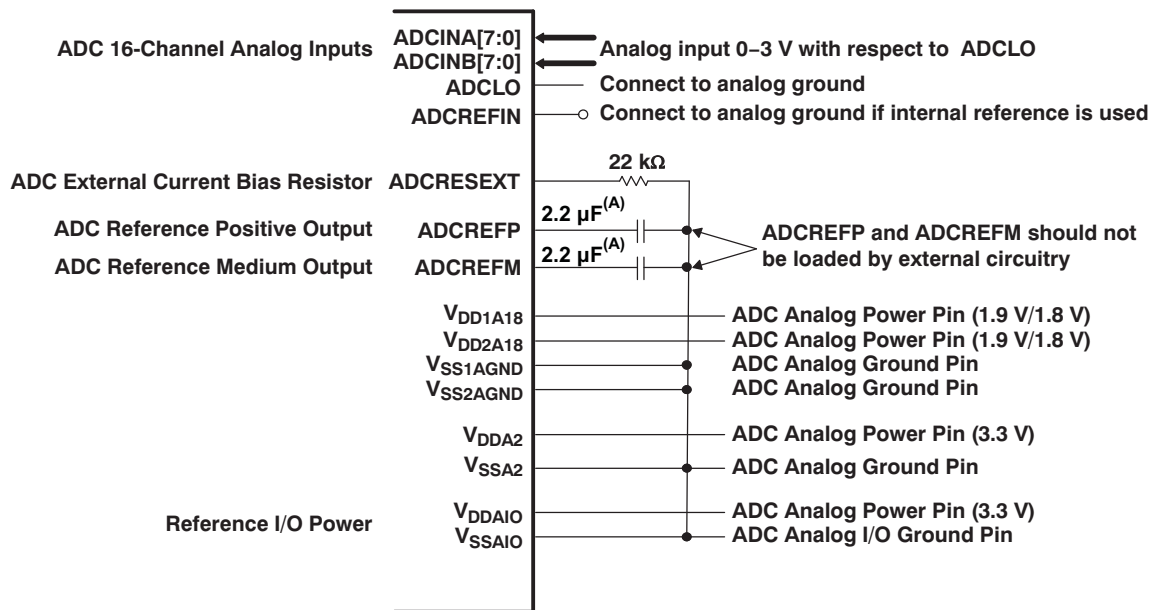 ADC 16-Channel Analog Inputs
ADCINA[7:0]
ADCINB[7:0]
Analog input 0–3 V with respect to ADCLO
ADCLO
Connect to analog ground
ADCREFIN
Connect to analog ground if internal reference is used
22 kΩ
ADC External Current Bias Resistor ADCRESEXT
2.2 µF(A)
ADC Reference Positive Output ADCREFP
2.2 µF(A)
ADC Reference Medium Output ADCREFM
ADCREFP and ADCREFM should not
be loaded by external circuitry
VDD1A18 ADC Analog Power Pin (1.9 V/1.8 V)
VDD2A18 ADC Analog Power Pin (1.9 V/1.8 V)
VSS1AGND ADC Analog Ground Pin
VSS2AGND ADC Analog Ground Pin
VDDA2 ADC Analog Power Pin (3.3 V)
VSSA2 ADC Analog Ground Pin
Reference I/O Power
VDDAIO ADC Analog Power Pin (3.3 V)
VSSAIO ADC Analog I/O Ground Pin